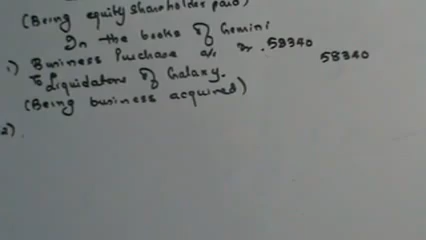 (Being equity shareholder paid)
In the books of Gemini
1) Business Purchase a/c Dr. 58340
To Liquidators of Galaxy. 58340
(Being business acquired)
2)